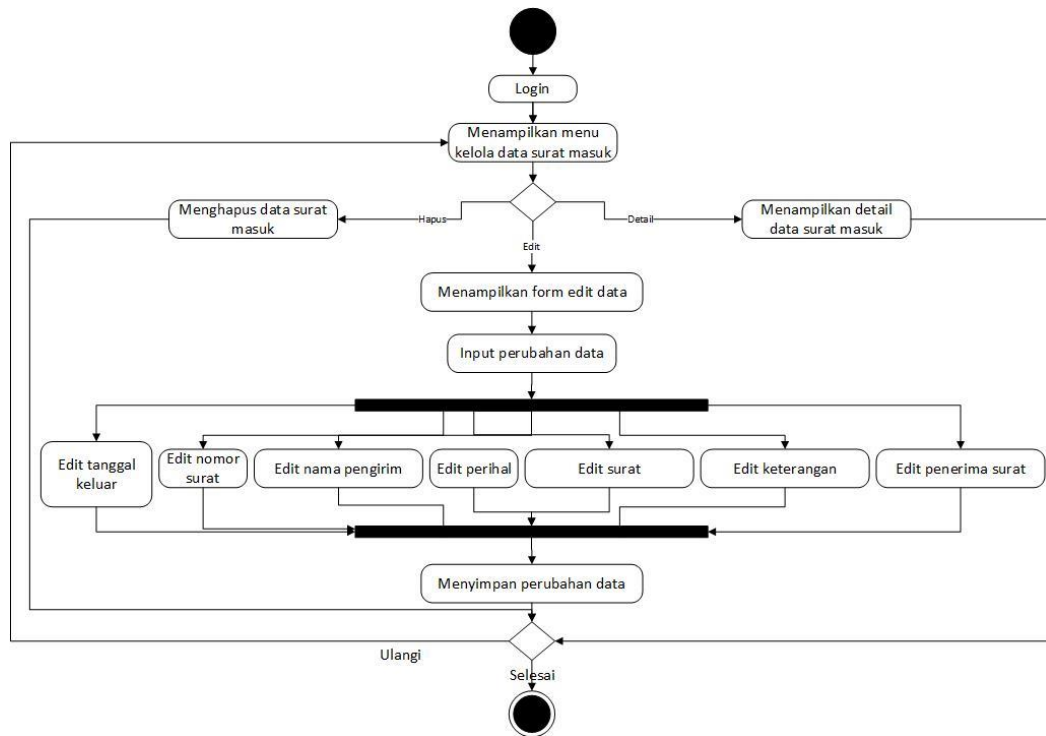 Login
Menampilkan menu
kelola data surat masuk
Menghapus data surat
masuk
Hapus
Detail
Menampilkan detail
data surat masuk
Edit
Menampilkan form edit data
Input perubahan data
Edit tanggal
keluar
Edit nomor
surat
Edit nama pengirim
Edit perihal
Edit surat
Edit keterangan
Edit penerima surat
Menyimpan perubahan data
Ulangi
Selesai